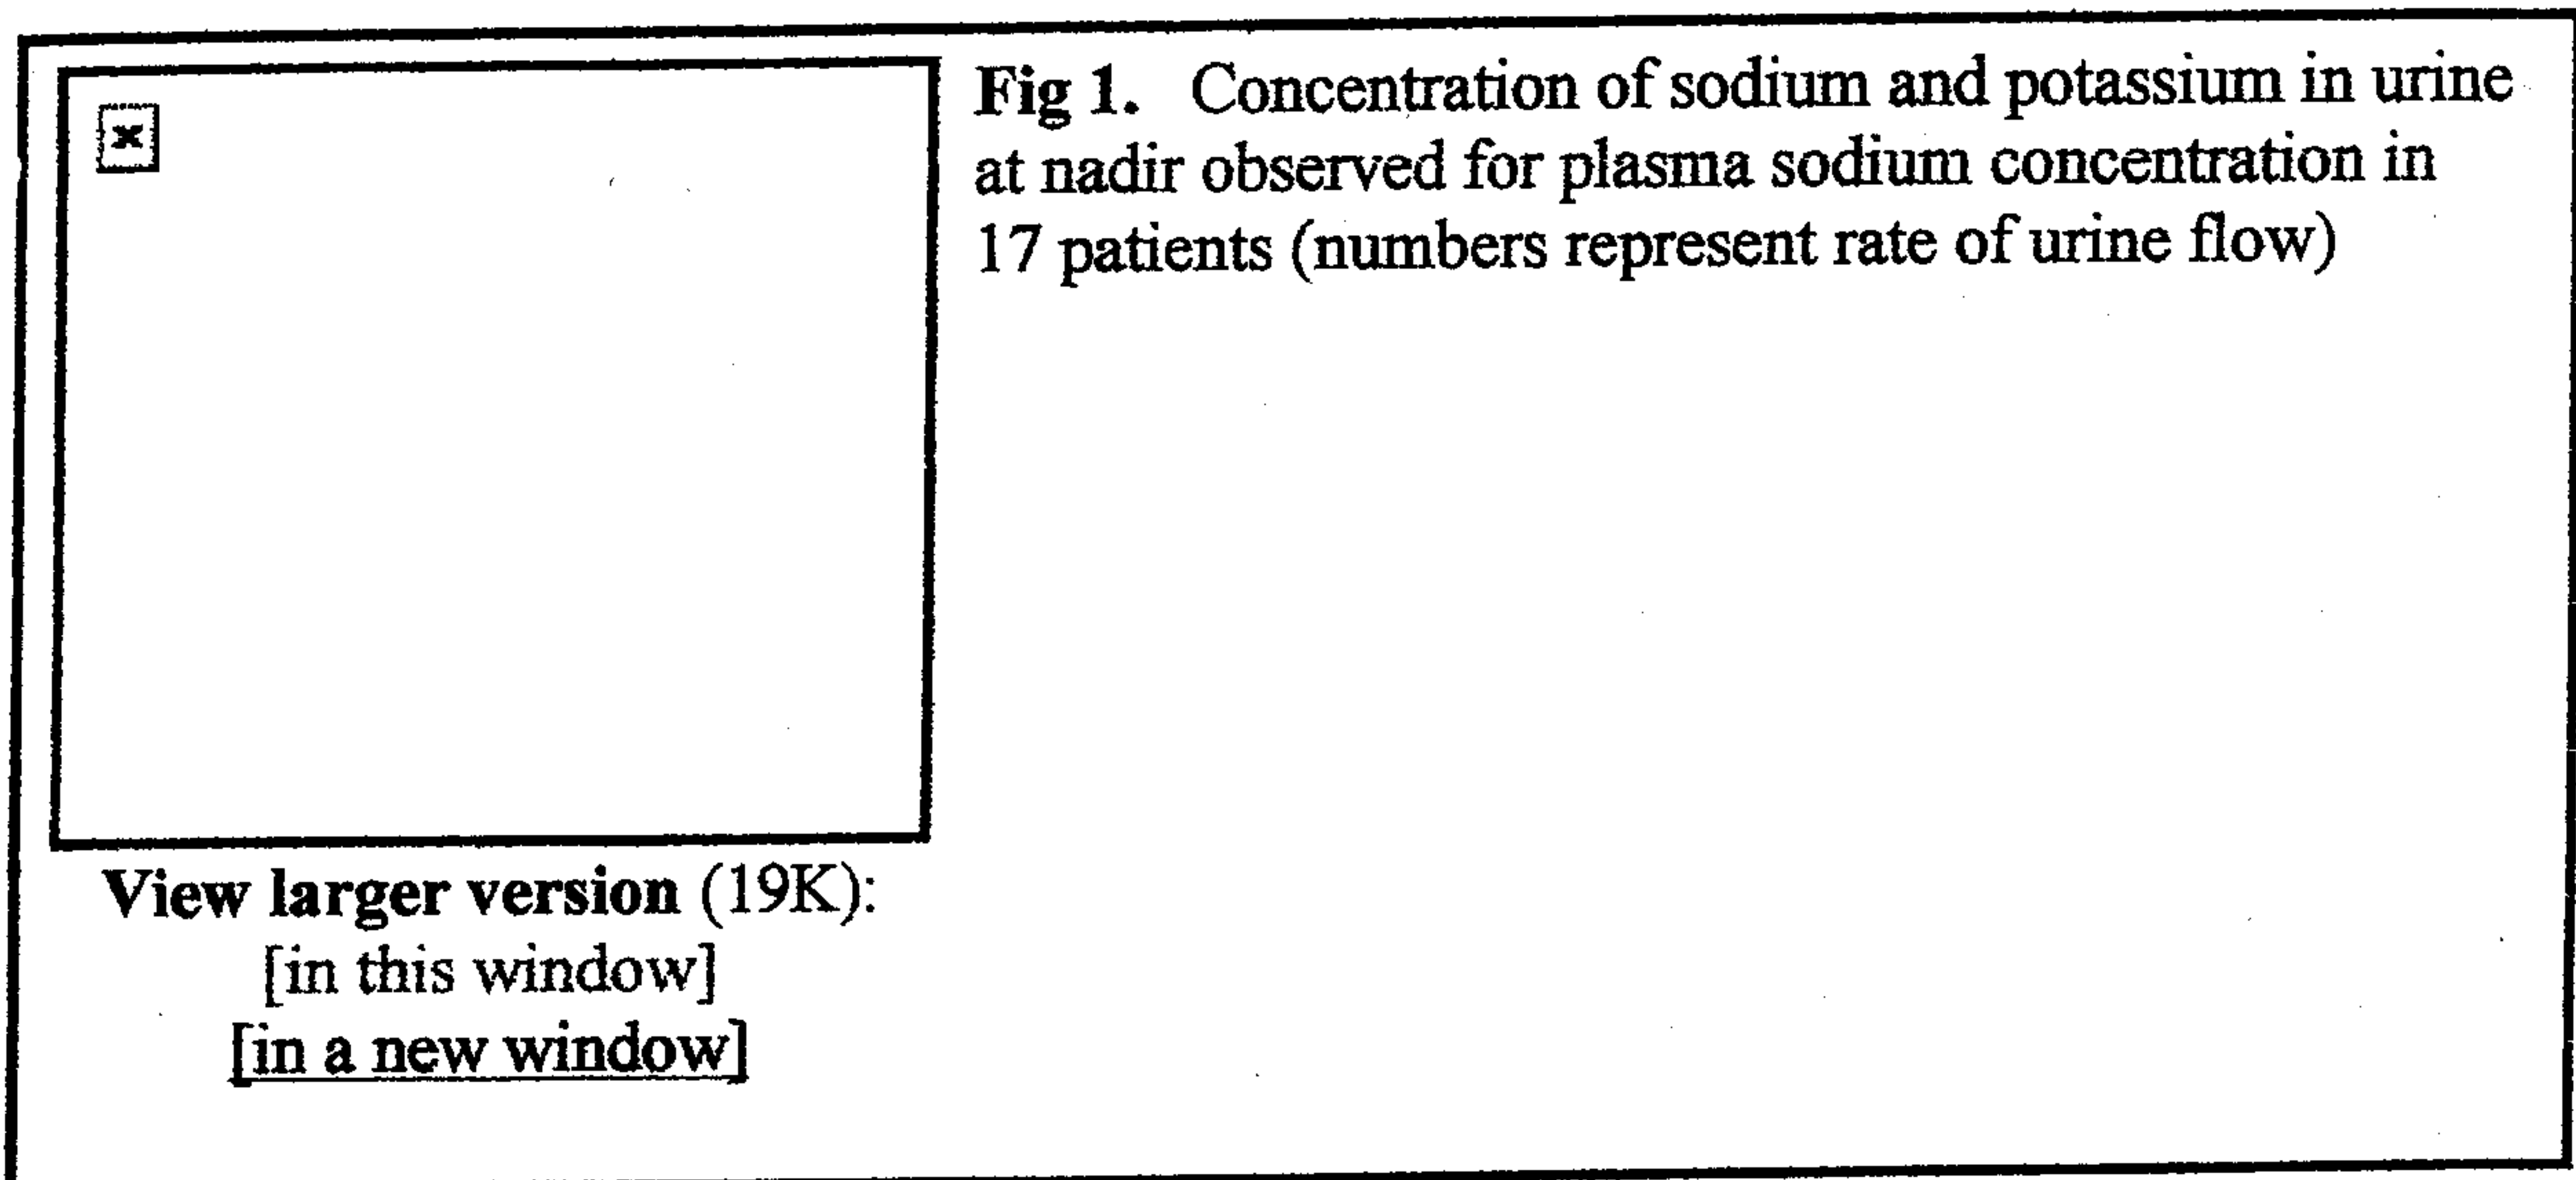 Fig 1. Concentration of sodium and potassium in urine
at nadir observed for plasma sodium concentration in
17 patients (numbers represent rate of urine flow)
View larger version (19K):
[in this window]
[in a new window]